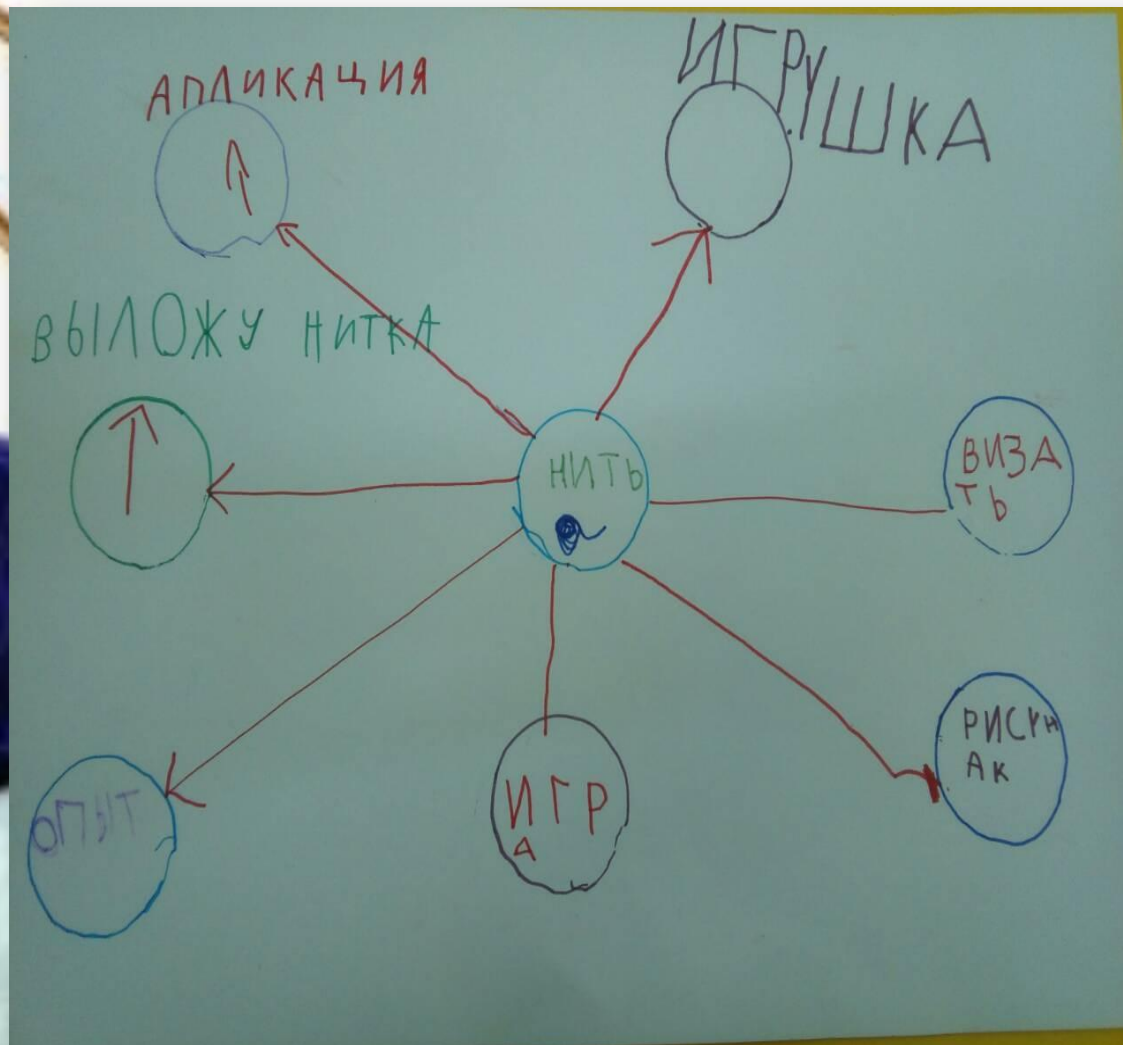 АПЛИКАЦИЯ
ИГРУШКА
ВЫЛОЖУ НИТКА
НИТЬ
ВИЗА
ТЬ
РИСУН
АК
ОПЫТ
ИГР
А